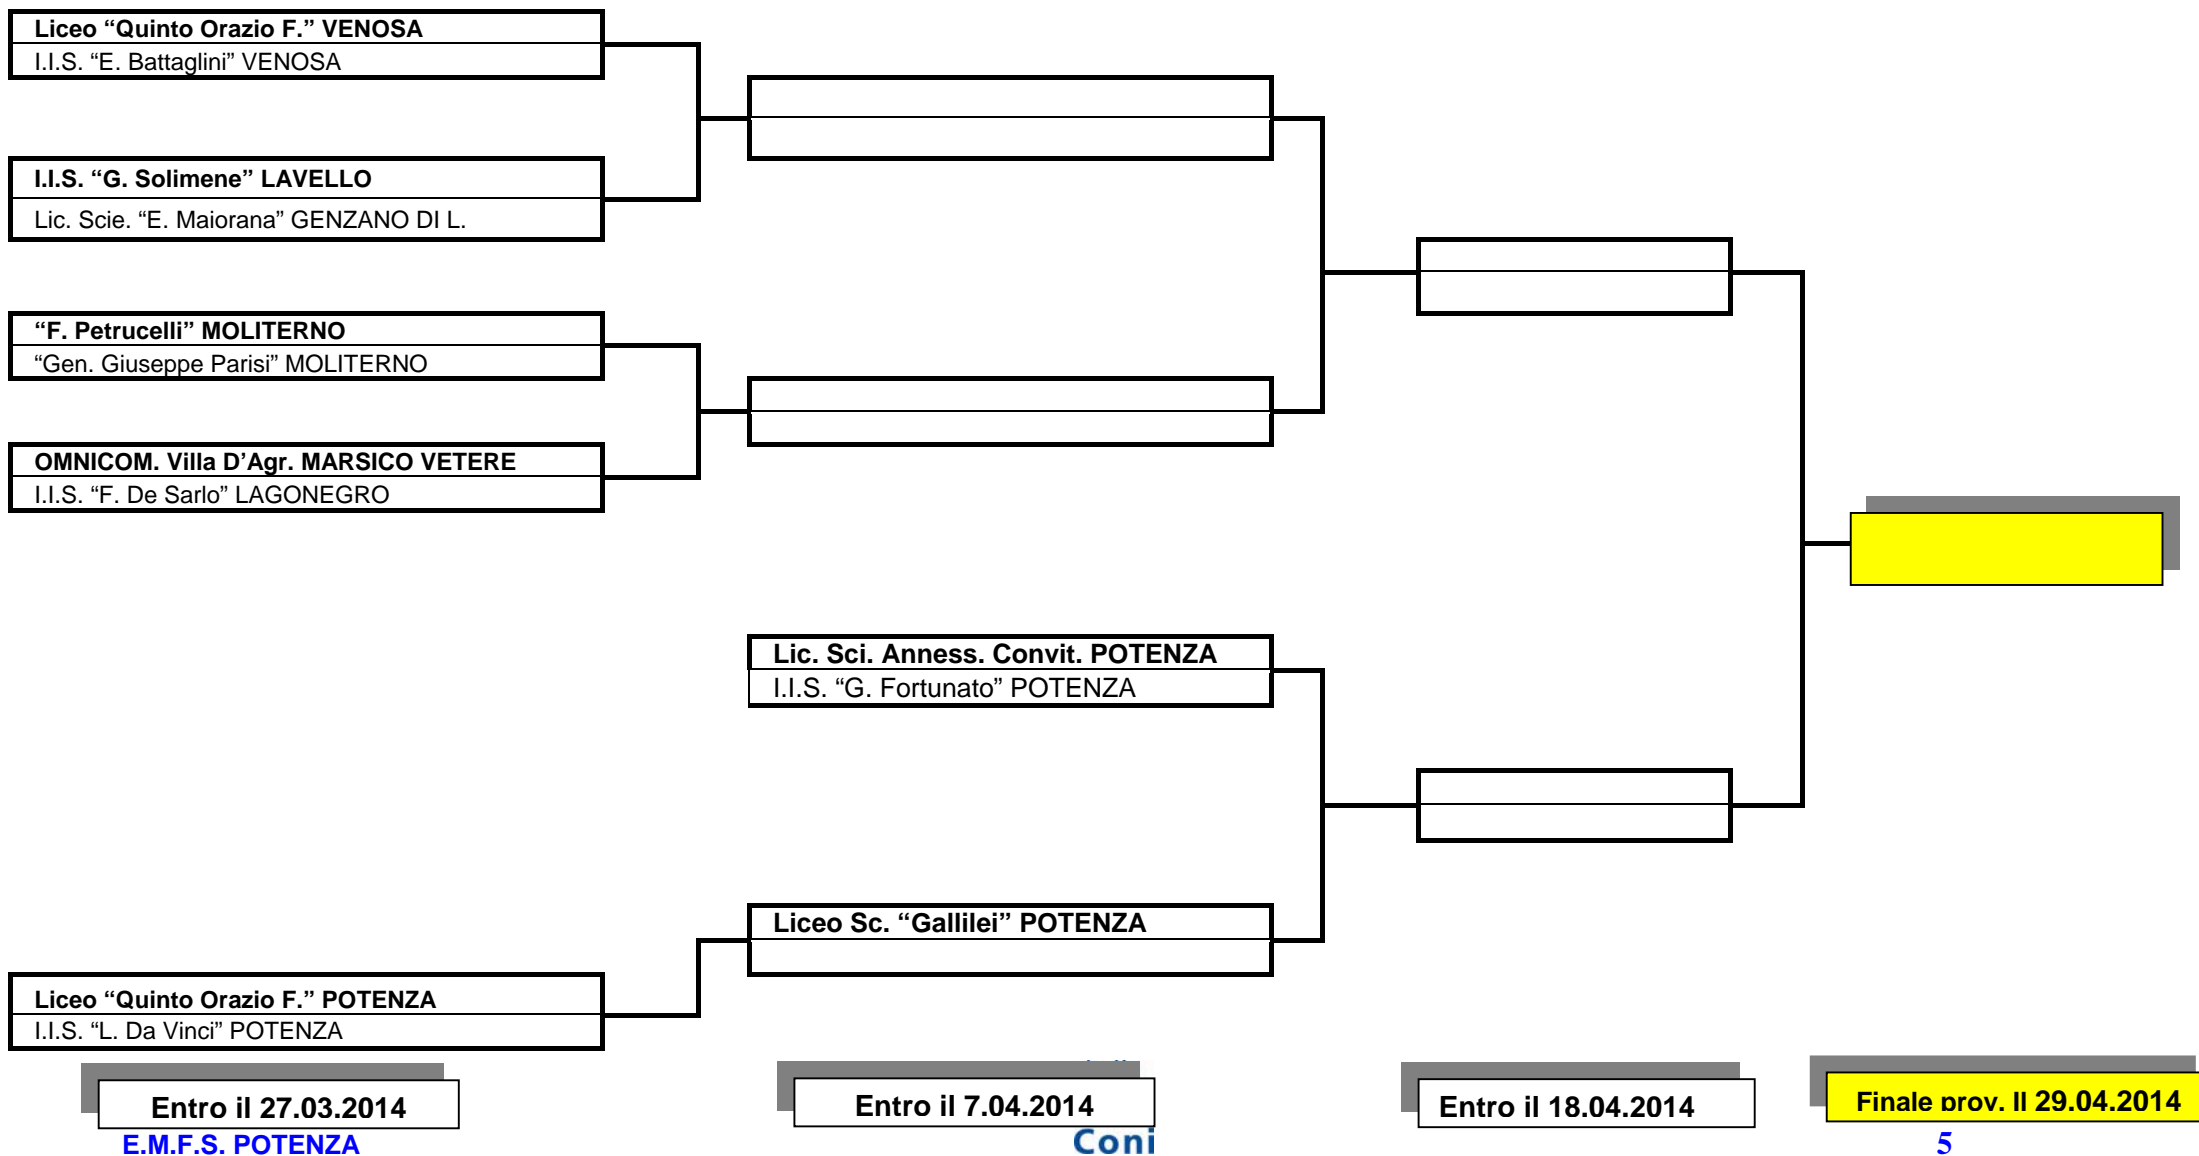 Liceo “Quinto Orazio F.” VENOSA
I.I.S. “E. Battaglini” VENOSA
I.I.S. “G. Solimene” LAVELLO
Lic. Scie. “E. Maiorana” GENZANO DI L.
“F. Petrucelli” MOLITERNO
“Gen. Giuseppe Parisi” MOLITERNO
OMNICOM. Villa D’Agr. MARSICO VETERE
I.I.S. “F. De Sarlo” LAGONEGRO
Lic. Sci. Anness. Convit. POTENZA
I.I.S. “G. Fortunato” POTENZA
Liceo Sc. “Gallilei” POTENZA
Liceo “Quinto Orazio F.” POTENZA
I.I.S. “L. Da Vinci” POTENZA
Entro il 27.03.2014
Entro il 7.04.2014
Entro il 18.04.2014
Finale prov. Il 29.04.2014
E.M.F.S. POTENZA
Coni
5